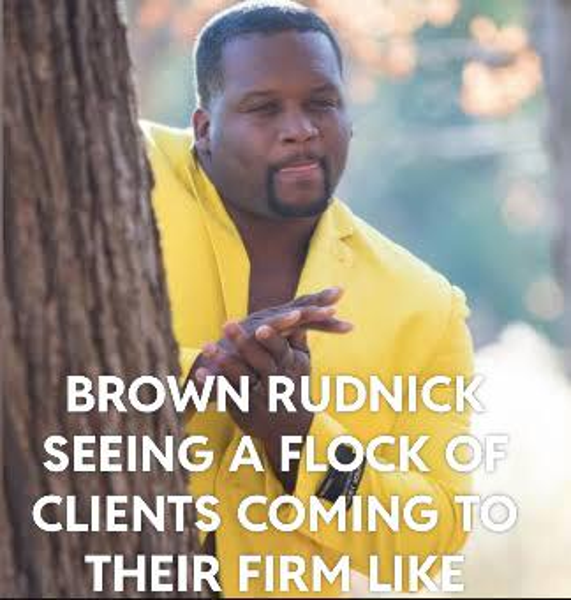 BROWN RUDNICK
SEEING A FLOCK OF
CLIENTS COMING TO
THEIR FIRM LIKE